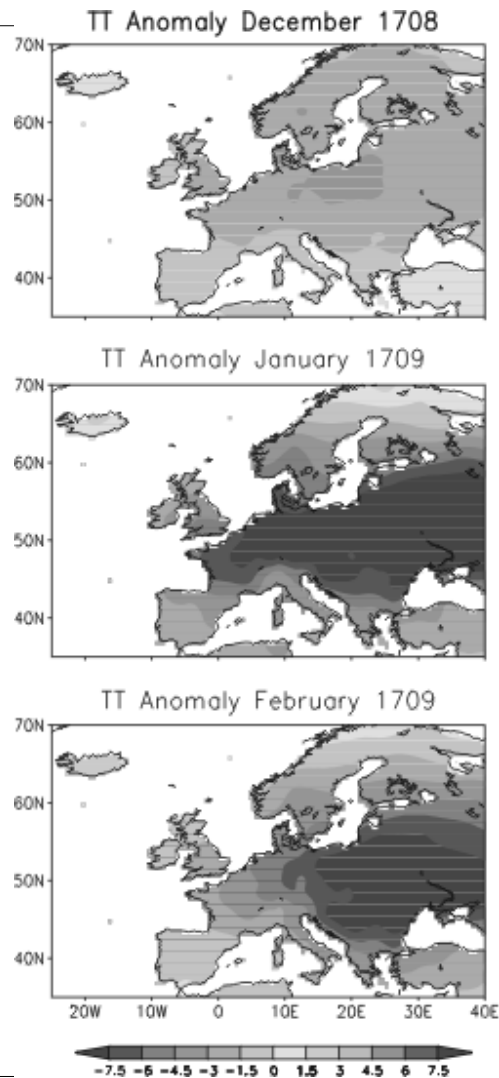 TT Anomaly December 1708
70N
60N
50N
40N
TT Anomaly January 1709
70N
60N
50N
40N
TT Anomaly February 1709
70N
60N
50N
40N
20W 10W 0 10E 20E 30E 40E
-7.5 -6 -4.5 -3 -1.5 0 1.5 3 4.5 6 7.5